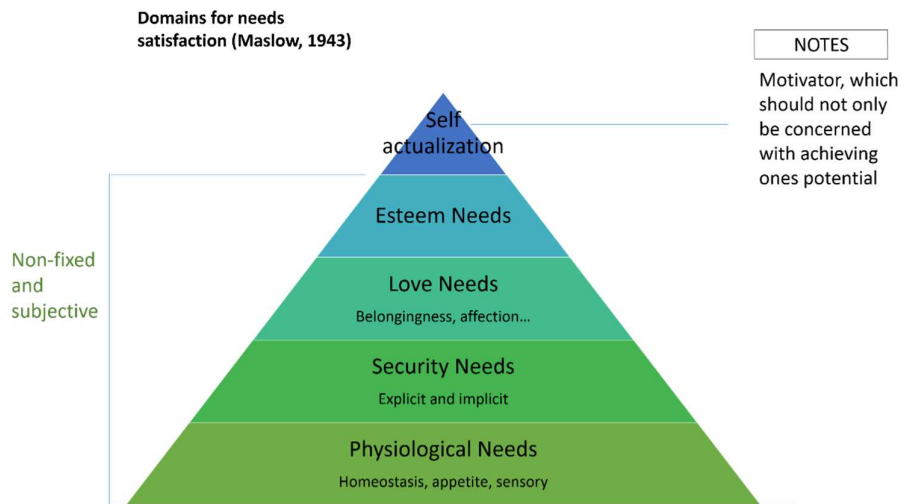 Domains for needs
satisfaction (Maslow, 1943)
NOTES
Motivator, which
should not only
be concerned
with achieving
ones potential
Self
actualization
Esteem Needs
Non-fixed
and
subjective
Love Needs
Belongingness, affection…
Security Needs
Explicit and implicit
Physiological Needs
Homeostasis, appetite, sensory